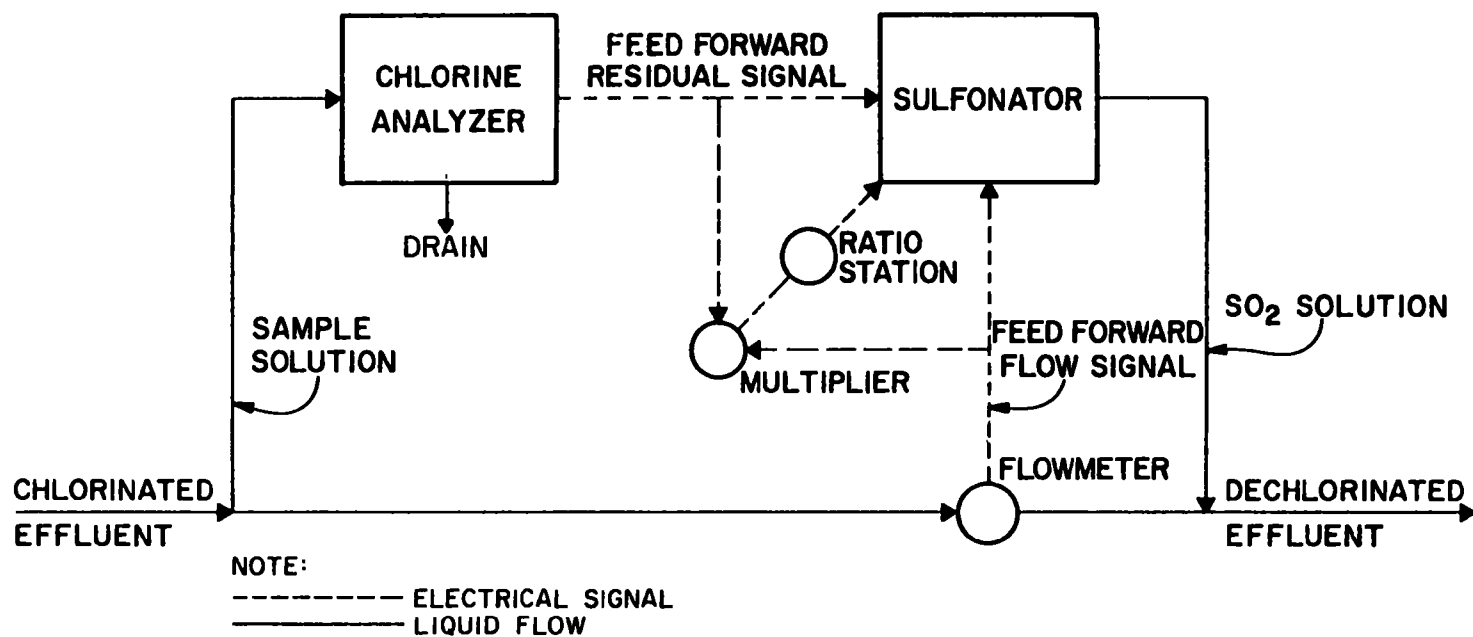 CHLORINE
ANALYZER
FEED FORWARD
RESIDUAL SIGNAL
SULFONATOR
DRAIN
RATIO
STATION
SAMPLE
SOLUTION
MULTIPLIER
FEED FORWARD
FLOW SIGNAL
SO₂ SOLUTION
FLOWMETER
CHLORINATED
EFFLUENT
DECHLORINATED
EFFLUENT
NOTE:
ELECTRICAL SIGNAL
LIQUID FLOW